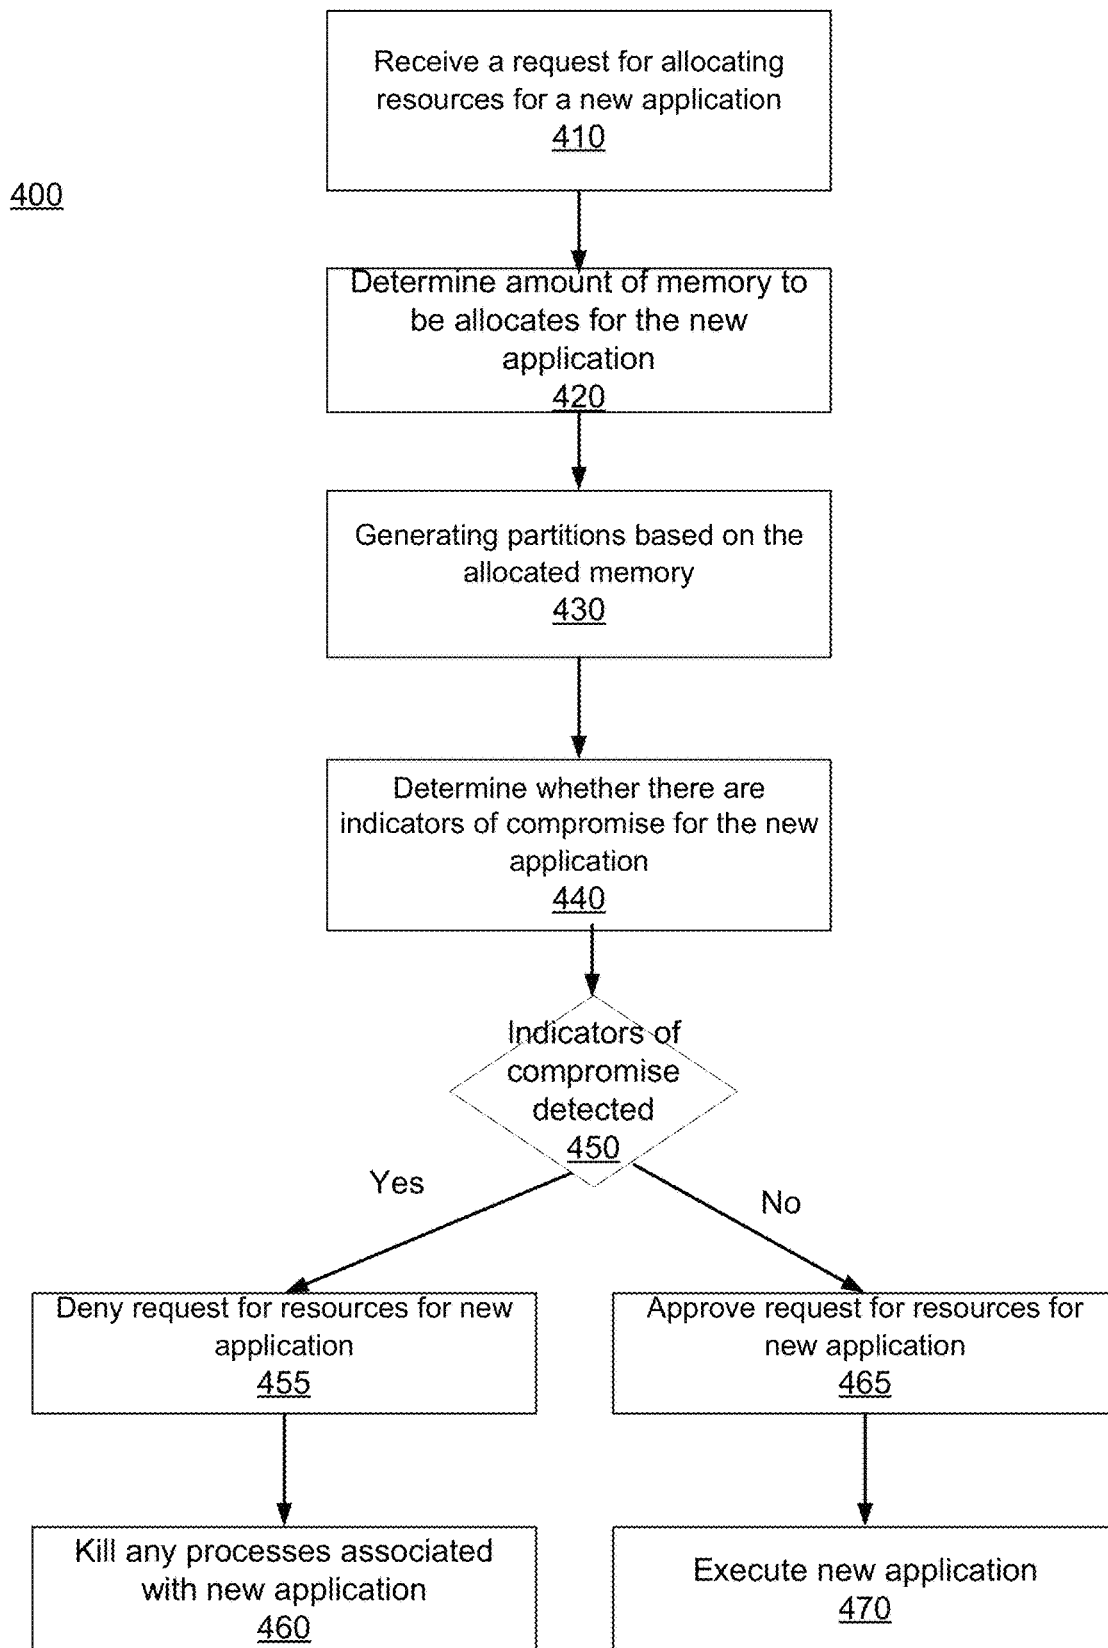 Receive a request for allocating
resources for a new application
410
400
Determine amount of memory to
be allocates for the new
application
420
Generating partitions based on the
allocated memory
430
Determine whether there are
indicators of compromise for the new
application
440
Indicators of
compromise
detected
450
Yes
No
Deny request for resources for new
application
455
Approve request for resources for
new application
465
Kill any processes associated
with new application
460
Execute new application
470